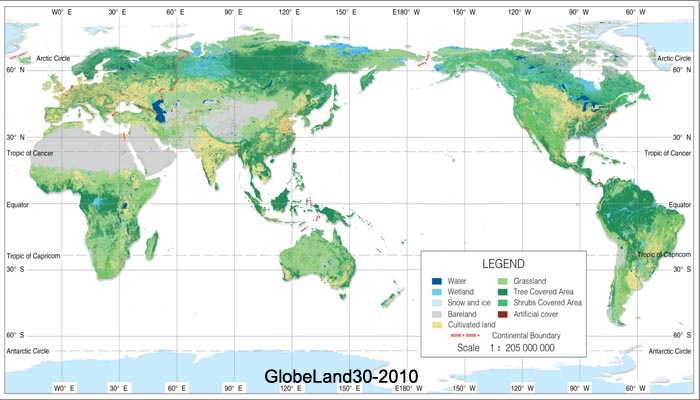 W0° E 30° E 60° E 90° E 120° E 150° E E180° W 150° W 120° W 90° W 60° W
Arctic Circle Arctic Circle
60° N 60° N
30° N 30° N
Tropic of Cancer Tropic of Cancer
Equator Equator
Tropic of Capricorn Tropic of Capricorn
30° S 30° S
LEGEND
Water Grassland
Wetland Tree Covered Area
Snow and ice Shrubs Covered Area
Bareland Artificial cover
Cultivated land
Continental Boundary
Scale 1 : 205 000 000
60° S 60° S
Antarctic Circle Antarctic Circle
GlobeLand30-2010
W0° E 30° E 60° E 90° E 120° E 150° E E180° W 150° W 120° W 90° W 60° W